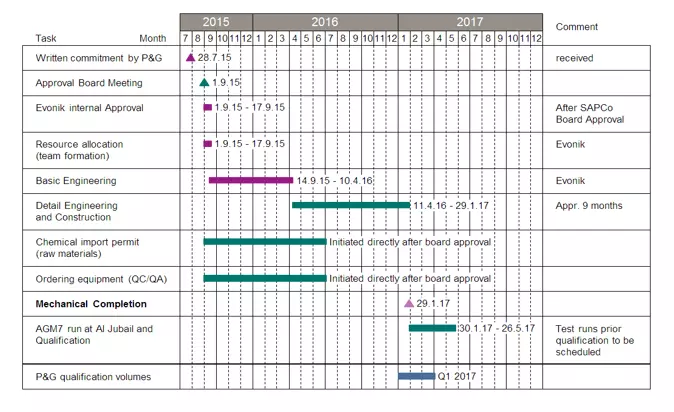 2015 2016 2017 Comment
Task Month 7 8 9 10 11 12 1 2 3 4 5 6 7 8 9 10 11 12 1 2 3 4 5 6 7 8 9 10 11 12
Written commitment by P&G 28.7.15 received
Approval Board Meeting 1.9.15
Evonik internal Approval 1.9.15 - 17.9.15 After SAPCo
Board Approval
Resource allocation 1.9.15 - 17.9.15 Evonik
(team formation)
Basic Engineering 14.9.15 - 10.4.16 Evonik
Detail Engineering 11.4.16 - 29.1.17 Appr. 9 months
and Construction
Chemical import permit Initiated directly after board approval
(raw materials)
Ordering equipment (QC/QA) Initiated directly after board approval
Mechanical Completion 29.1.17
AGM7 run at Al Jubail and 30.1.17 - 26.5.17 Test runs prior
Qualification qualification to be
scheduled
P&G qualification volumes Q1 2017